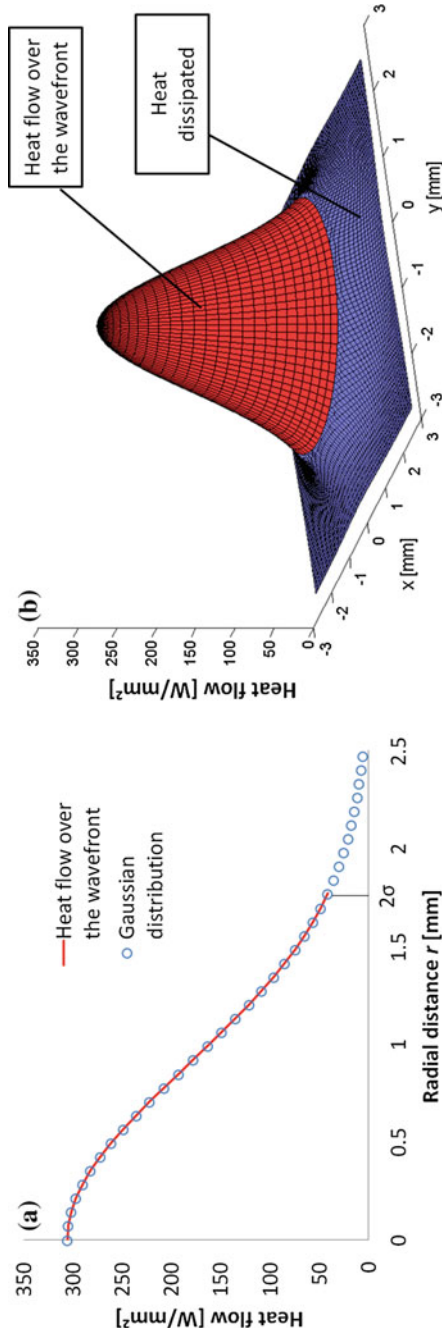 (a)
350
300
250
200
150
100
50
0
Heat flow [W/mm²]
Heat flow over
the wavefront
Gaussian
distribution
0
0.5
1
1.5
2σ
2
2.5
Radial distance r [mm]
(b)
Heat flow over
the wavefront
Heat
dissipated
350
300
250
200
150
100
50
0
Heat flow [W/mm²]
-3
-2
-1
0
1
2
3
x [mm]
-3
-2
-1
0
1
2
3
y [mm]